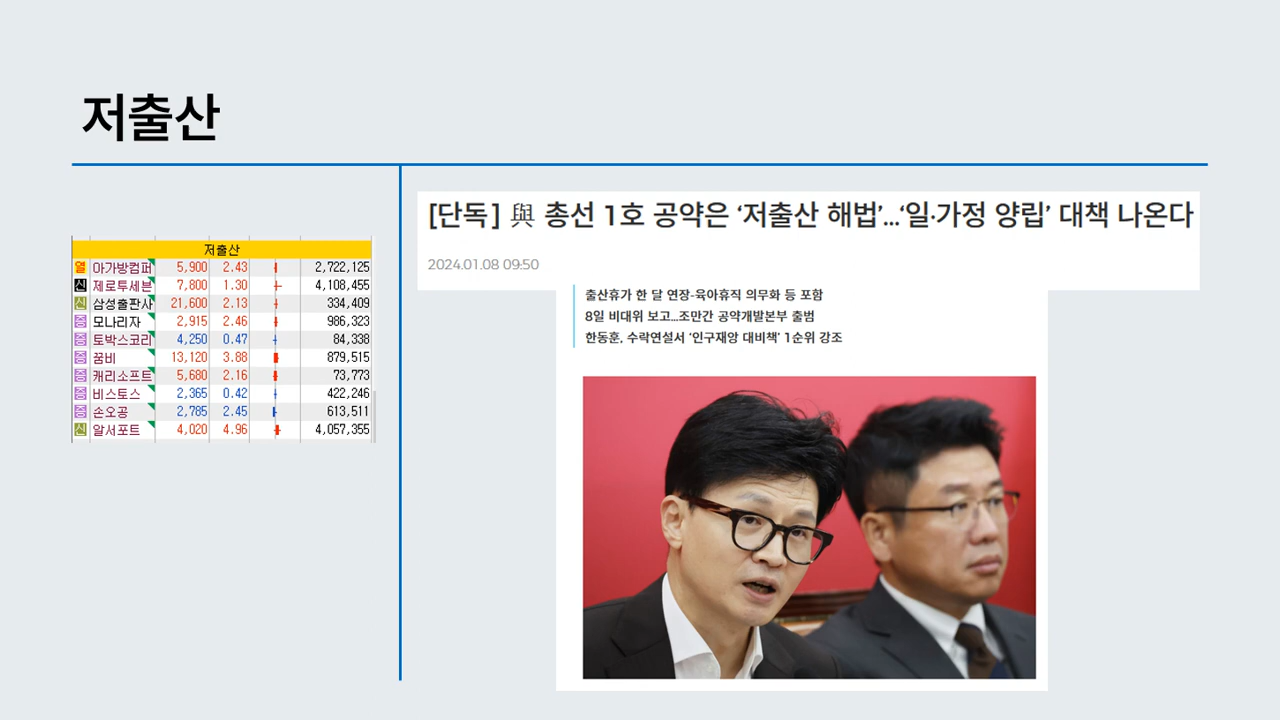 저출산
저출산
열 아가방컴퍼 5,900 2.43 2,722,125
신 제로투세븐 7,800 1.30 4,108,455
신 삼성출판사 21,600 2.13 334,409
증 모나리자 2,915 2.46 986,323
증 토박스코리 4,250 0.47 84,338
증 꿈비 13,120 3.88 879,515
증 캐리소프트 5,680 2.16 73,773
증 비스토스 2,365 0.42 422,246
증 손오공 2,785 2.45 613,511
신 알서포트 4,020 4.96 4,057,355
[단독] 與 총선 1호 공약은 ‘저출산 해법’…‘일·가정 양립’ 대책 나온다
2024.01.08 09:50
출산휴가 한 달 연장-육아휴직 의무화 등 포함
8일 비대위 보고…조만간 공약개발본부 출범
한동훈, 수락연설서 ‘인구재앙 대비책’ 1순위 강조